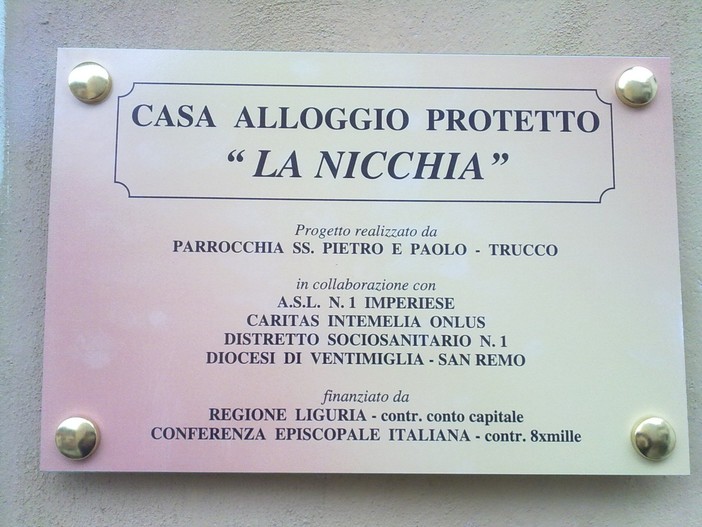 CASA ALLOGGIO PROTETTO
“ LA NICCHIA”
Progetto realizzato da
PARROCCHIA SS. PIETRO E PAOLO - TRUCCO
in collaborazione con
A.S.L. N. 1 IMPERIESE
CARITAS INTEMELIA ONLUS
DISTRETTO SOCIOSANITARIO N. 1
DIOCESI DI VENTIMIGLIA - SAN REMO
finanziato da
REGIONE LIGURIA - contr. conto capitale
CONFERENZA EPISCOPALE ITALIANA - contr. 8xmille